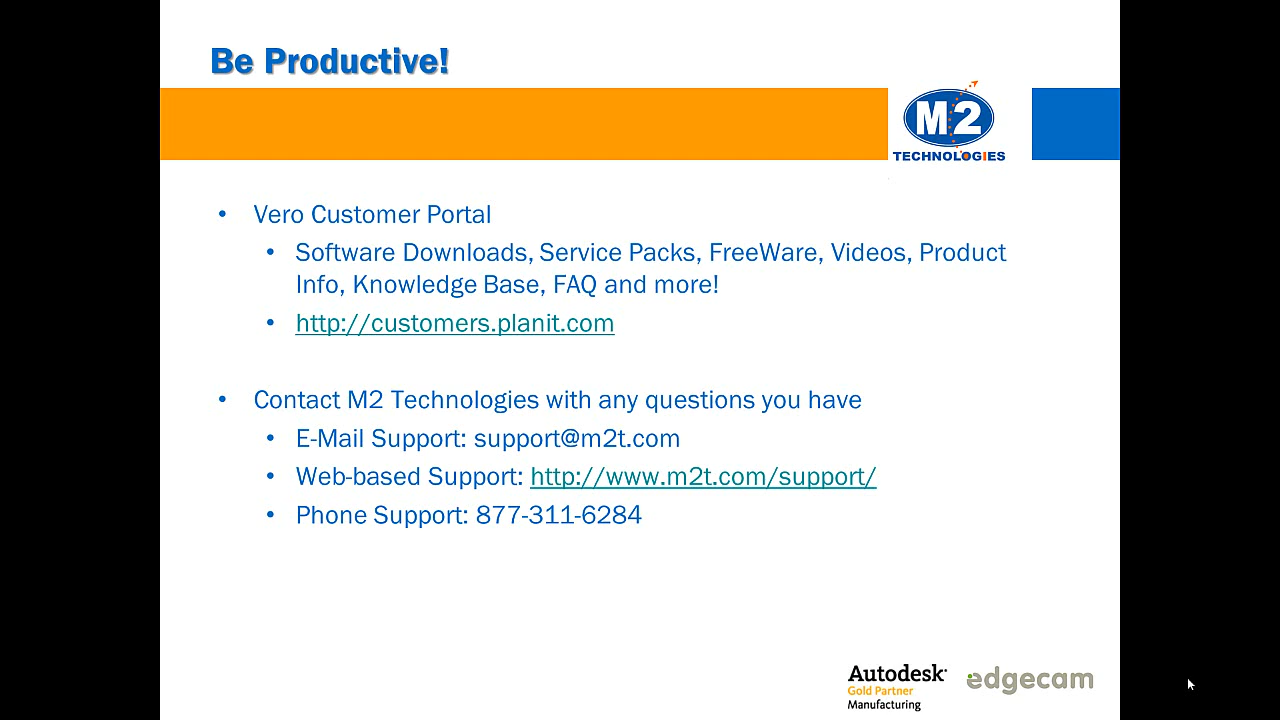 Be Productive!
M2
TECHNOLOGIES
• Vero Customer Portal
• Software Downloads, Service Packs, FreeWare, Videos, Product
Info, Knowledge Base, FAQ and more!
• http://customers.planit.com
• Contact M2 Technologies with any questions you have
• E-Mail Support: support@m2t.com
• Web-based Support: http://www.m2t.com/support/
• Phone Support: 877-311-6284
Autodesk®
Gold Partner
Manufacturing
edgecam